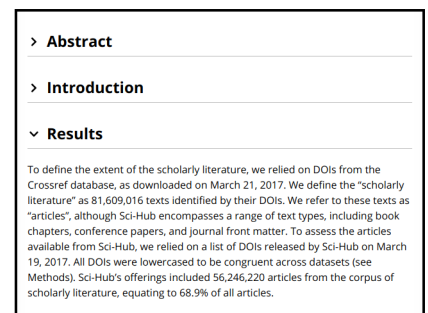 Abstract
Introduction
Results
To define the extent of the scholarly literature, we relied on DOIs from the
Crossref database, as downloaded on March 21, 2017. We define the “scholarly
literature” as 81,609,016 texts identified by their DOIs. We refer to these texts as
“articles”, although Sci-Hub encompasses a range of text types, including book
chapters, conference papers, and journal front matter. To assess the articles
available from Sci-Hub, we relied on a list of DOIs released by Sci-Hub on March
19, 2017. All DOIs were lowercased to be congruent across datasets (see
Methods). Sci-Hub’s offerings included 56,246,220 articles from the corpus of
scholarly literature, equating to 68.9% of all articles.